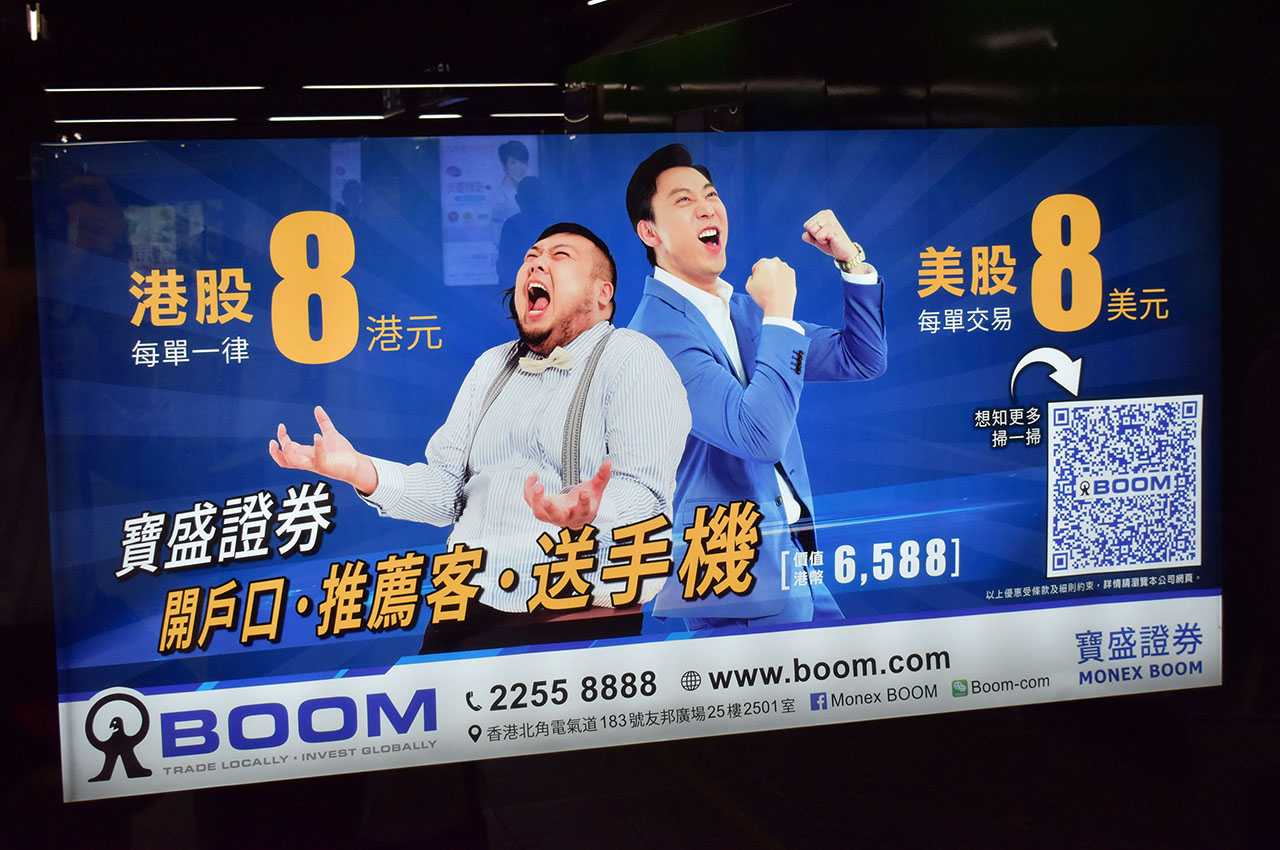 港股 8 港元
每單一律
美股 8 美元
每單交易
想知更多
掃一掃
BOOM
寶盛證券
開戶口・推薦客・送手機
[價值港幣 6,588]
以上優惠受條款及細則約束，詳情請瀏覽本公司網頁。
寶盛證券
MONEX BOOM
BOOM
TRADE LOCALLY・INVEST GLOBALLY
2255 8888 www.boom.com
香港北角電氣道183號友邦廣場25樓2501室 Monex BOOM Boom-com